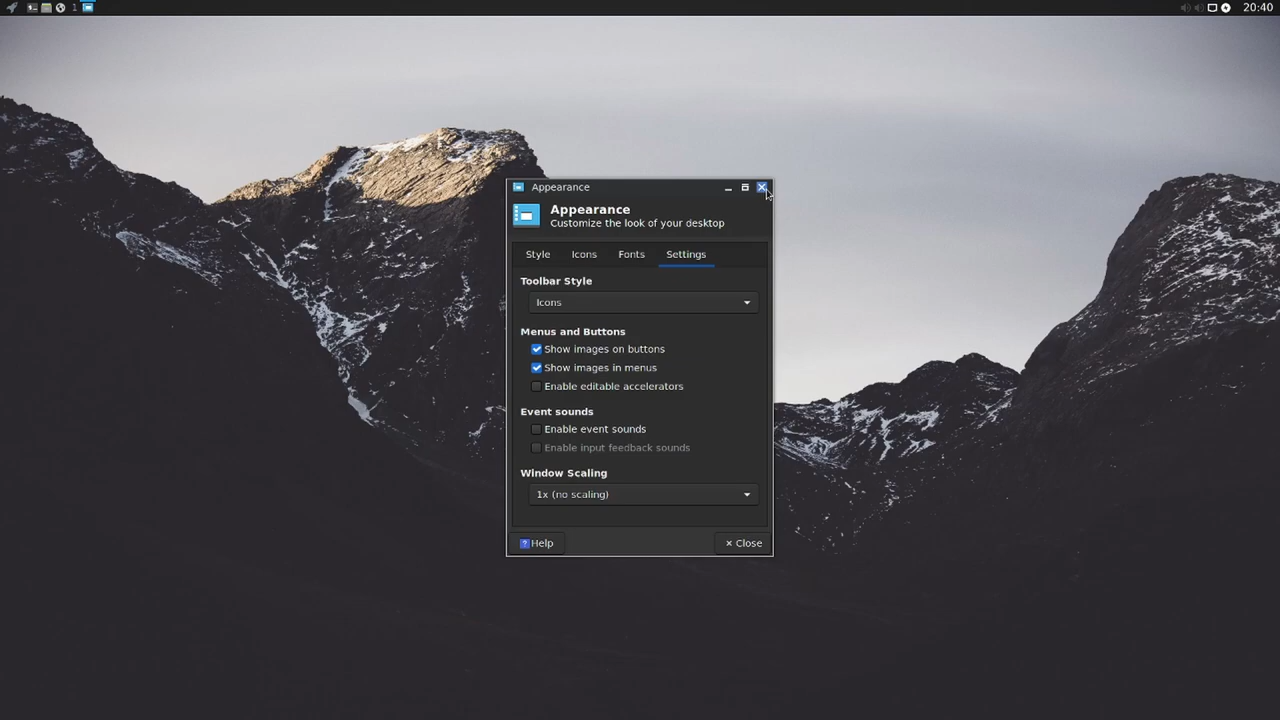 1
20:40
Appearance
Appearance
Customize the look of your desktop
Style Icons Fonts Settings
Toolbar Style
Icons
Menus and Buttons
Show images on buttons
Show images in menus
Enable editable accelerators
Event sounds
Enable event sounds
Enable input feedback sounds
Window Scaling
1x (no scaling)
? Help
× Close